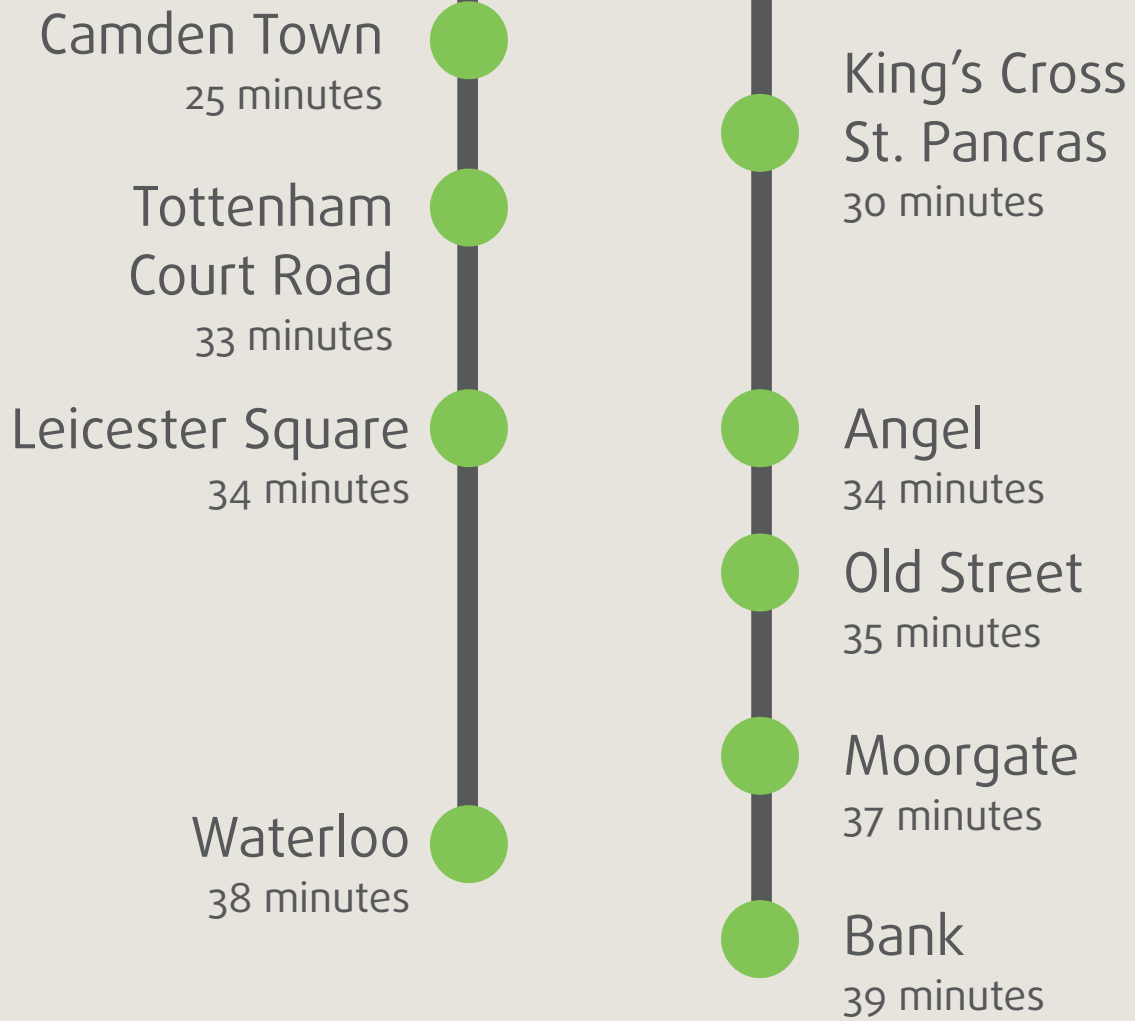 Camden Town
25 minutes
Tottenham
Court Road
33 minutes
Leicester Square
34 minutes
Waterloo
38 minutes
King's Cross
St. Pancras
30 minutes
Angel
34 minutes
Old Street
35 minutes
Moorgate
37 minutes
Bank
39 minutes